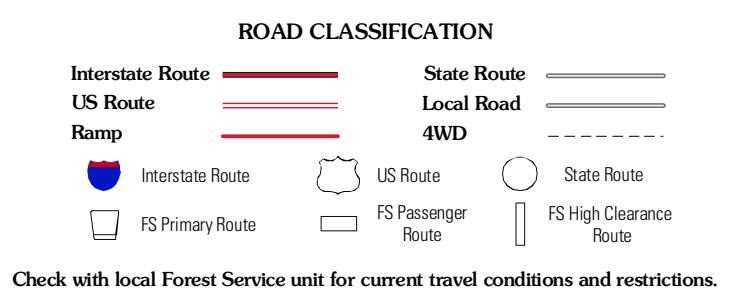 ROAD CLASSIFICATION
Interstate Route
State Route
US Route
Local Road
Ramp
4WD
Interstate Route
US Route
State Route
FS Primary Route
FS Passenger
Route
FS High Clearance
Route
Check with local Forest Service unit for current travel conditions and restrictions.